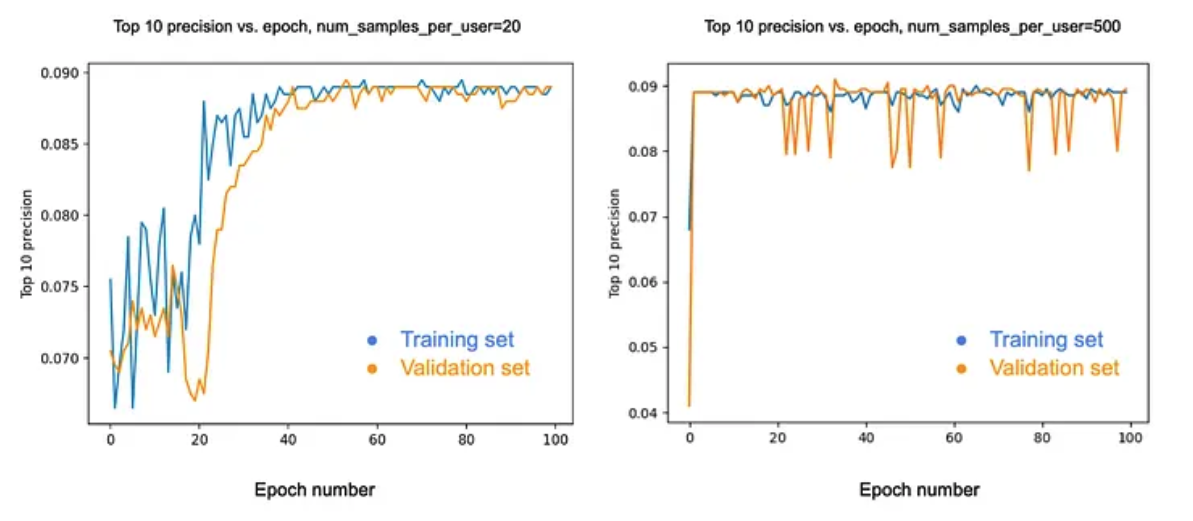 Top 10 precision vs. epoch, num_samples_per_user=20
0.090
0.085
0.080
0.075
0.070
Top 10 precision
Training set
Validation set
0 20 40 60 80 100
Epoch number
Top 10 precision vs. epoch, num_samples_per_user=500
0.09
0.08
0.07
0.06
0.05
0.04
Top 10 precision
Training set
Validation set
0 20 40 60 80 100
Epoch number